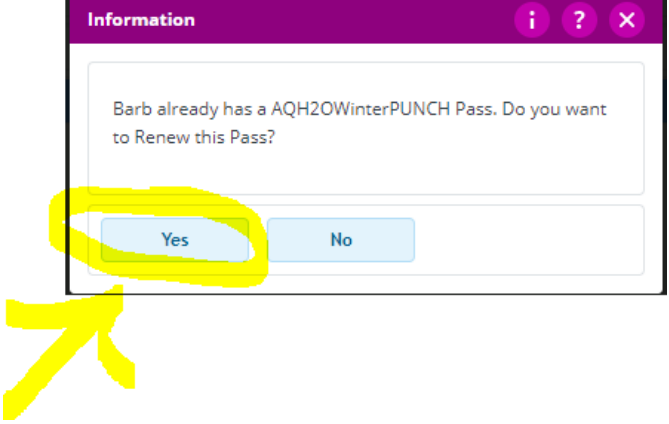 Information
i ? X
Barb already has a AQH2OWinterPUNCH Pass. Do you want
to Renew this Pass?
Yes No